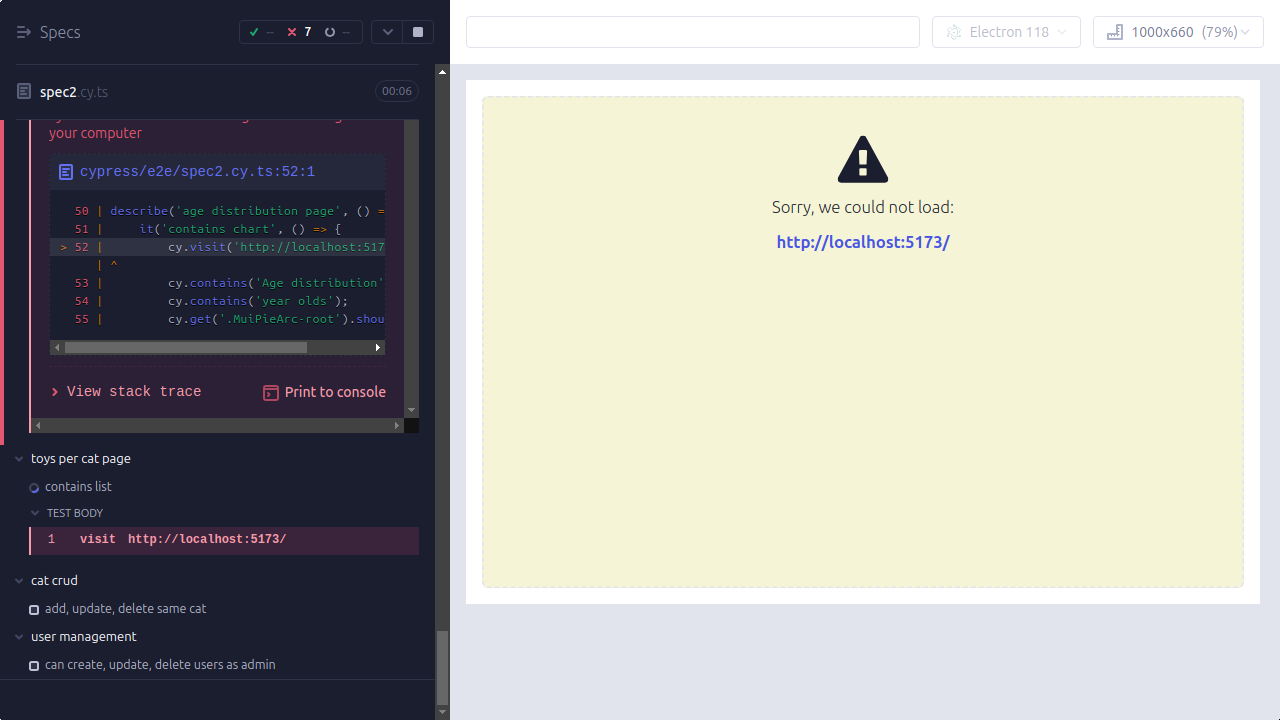 Specs
-- 7 --
spec2.cy.ts
00:06
your computer
cypress/e2e/spec2.cy.ts:52:1
50 | describe('age distribution page', () =
51 | it('contains chart', () => {
> 52 | cy.visit('http://localhost:517
| ^
53 | cy.contains('Age distribution'
54 | cy.contains('year olds');
55 | cy.get('.MuiPieArc-root').shou
View stack trace
Print to console
toys per cat page
contains list
TEST BODY
1 visit http://localhost:5173/
cat crud
add, update, delete same cat
user management
can create, update, delete users as admin
Electron 118
1000x660 (79%)
Sorry, we could not load:
http://localhost:5173/